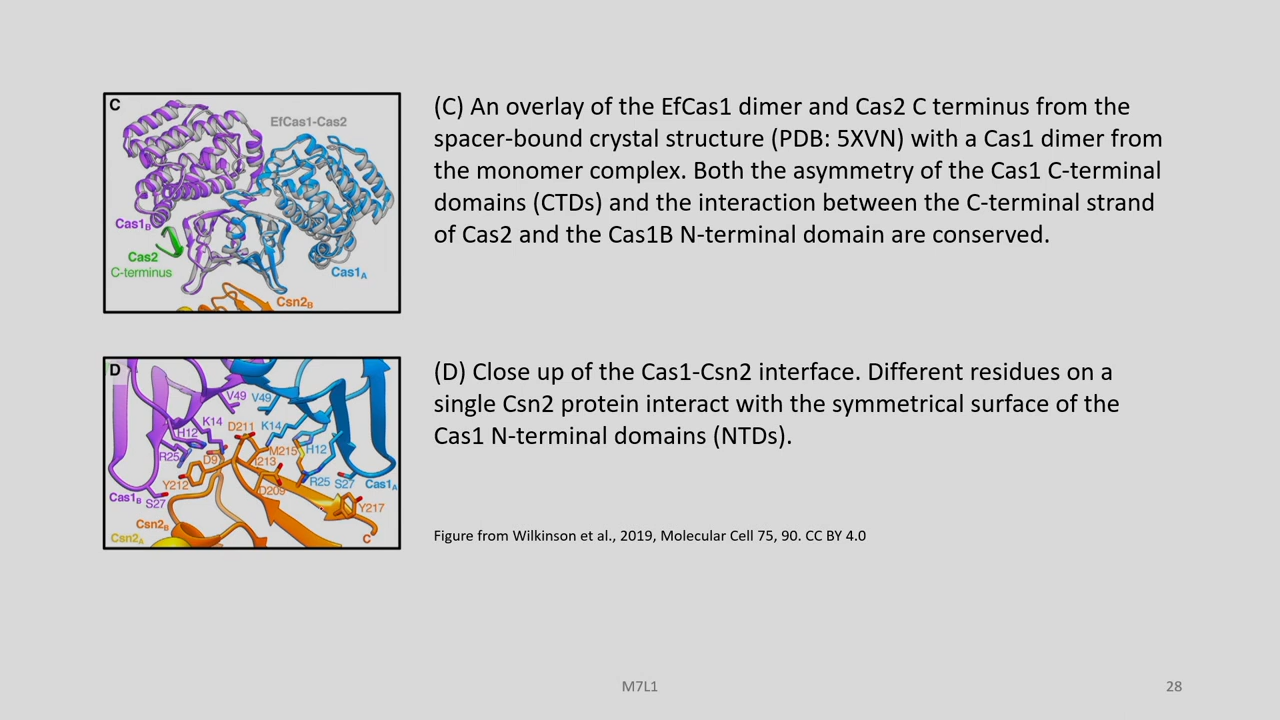 C
EfCas1-Cas2
Cas1B
Cas2
C-terminus
Cas1A
Csn2B
(C) An overlay of the EfCas1 dimer and Cas2 C terminus from the
spacer-bound crystal structure (PDB: 5XVN) with a Cas1 dimer from
the monomer complex. Both the asymmetry of the Cas1 C-terminal
domains (CTDs) and the interaction between the C-terminal strand
of Cas2 and the Cas1B N-terminal domain are conserved.
D
V49 V49
K14 D211 K14
H12 M215 H12
R25 D9 I213
Y212 D209 R25 S27 Cas1A
Cas1B S27 Y217
Csn2B
Csn2A C
(D) Close up of the Cas1-Csn2 interface. Different residues on a
single Csn2 protein interact with the symmetrical surface of the
Cas1 N-terminal domains (NTDs).
Figure from Wilkinson et al., 2019, Molecular Cell 75, 90. CC BY 4.0
M7L1
28